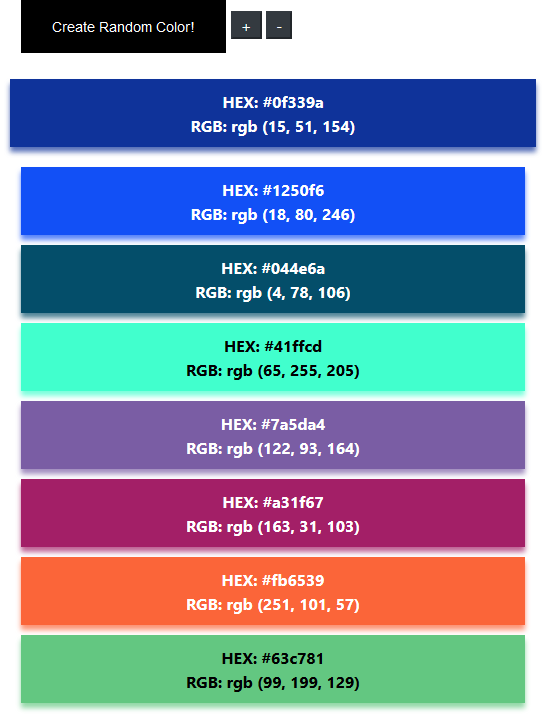 Create Random Color! + -
HEX: #0f339a
RGB: rgb (15, 51, 154)
HEX: #1250f6
RGB: rgb (18, 80, 246)
HEX: #044e6a
RGB: rgb (4, 78, 106)
HEX: #41ffcd
RGB: rgb (65, 255, 205)
HEX: #7a5da4
RGB: rgb (122, 93, 164)
HEX: #a31f67
RGB: rgb (163, 31, 103)
HEX: #fb6539
RGB: rgb (251, 101, 57)
HEX: #63c781
RGB: rgb (99, 199, 129)